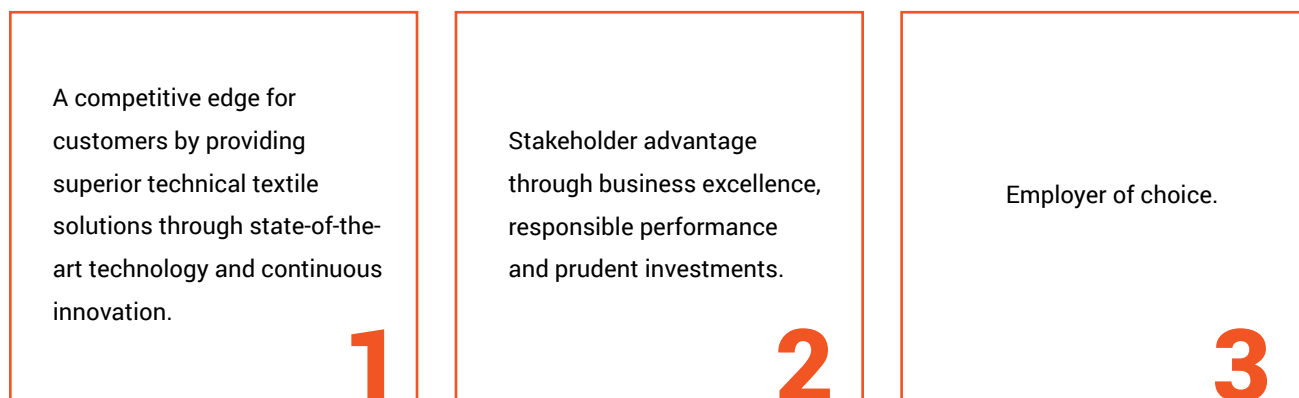 A competitive edge for
customers by providing
superior technical textile
solutions through state-of-the-
art technology and continuous
innovation.
1
Stakeholder advantage
through business excellence,
responsible performance
and prudent investments.
2
Employer of choice.
3